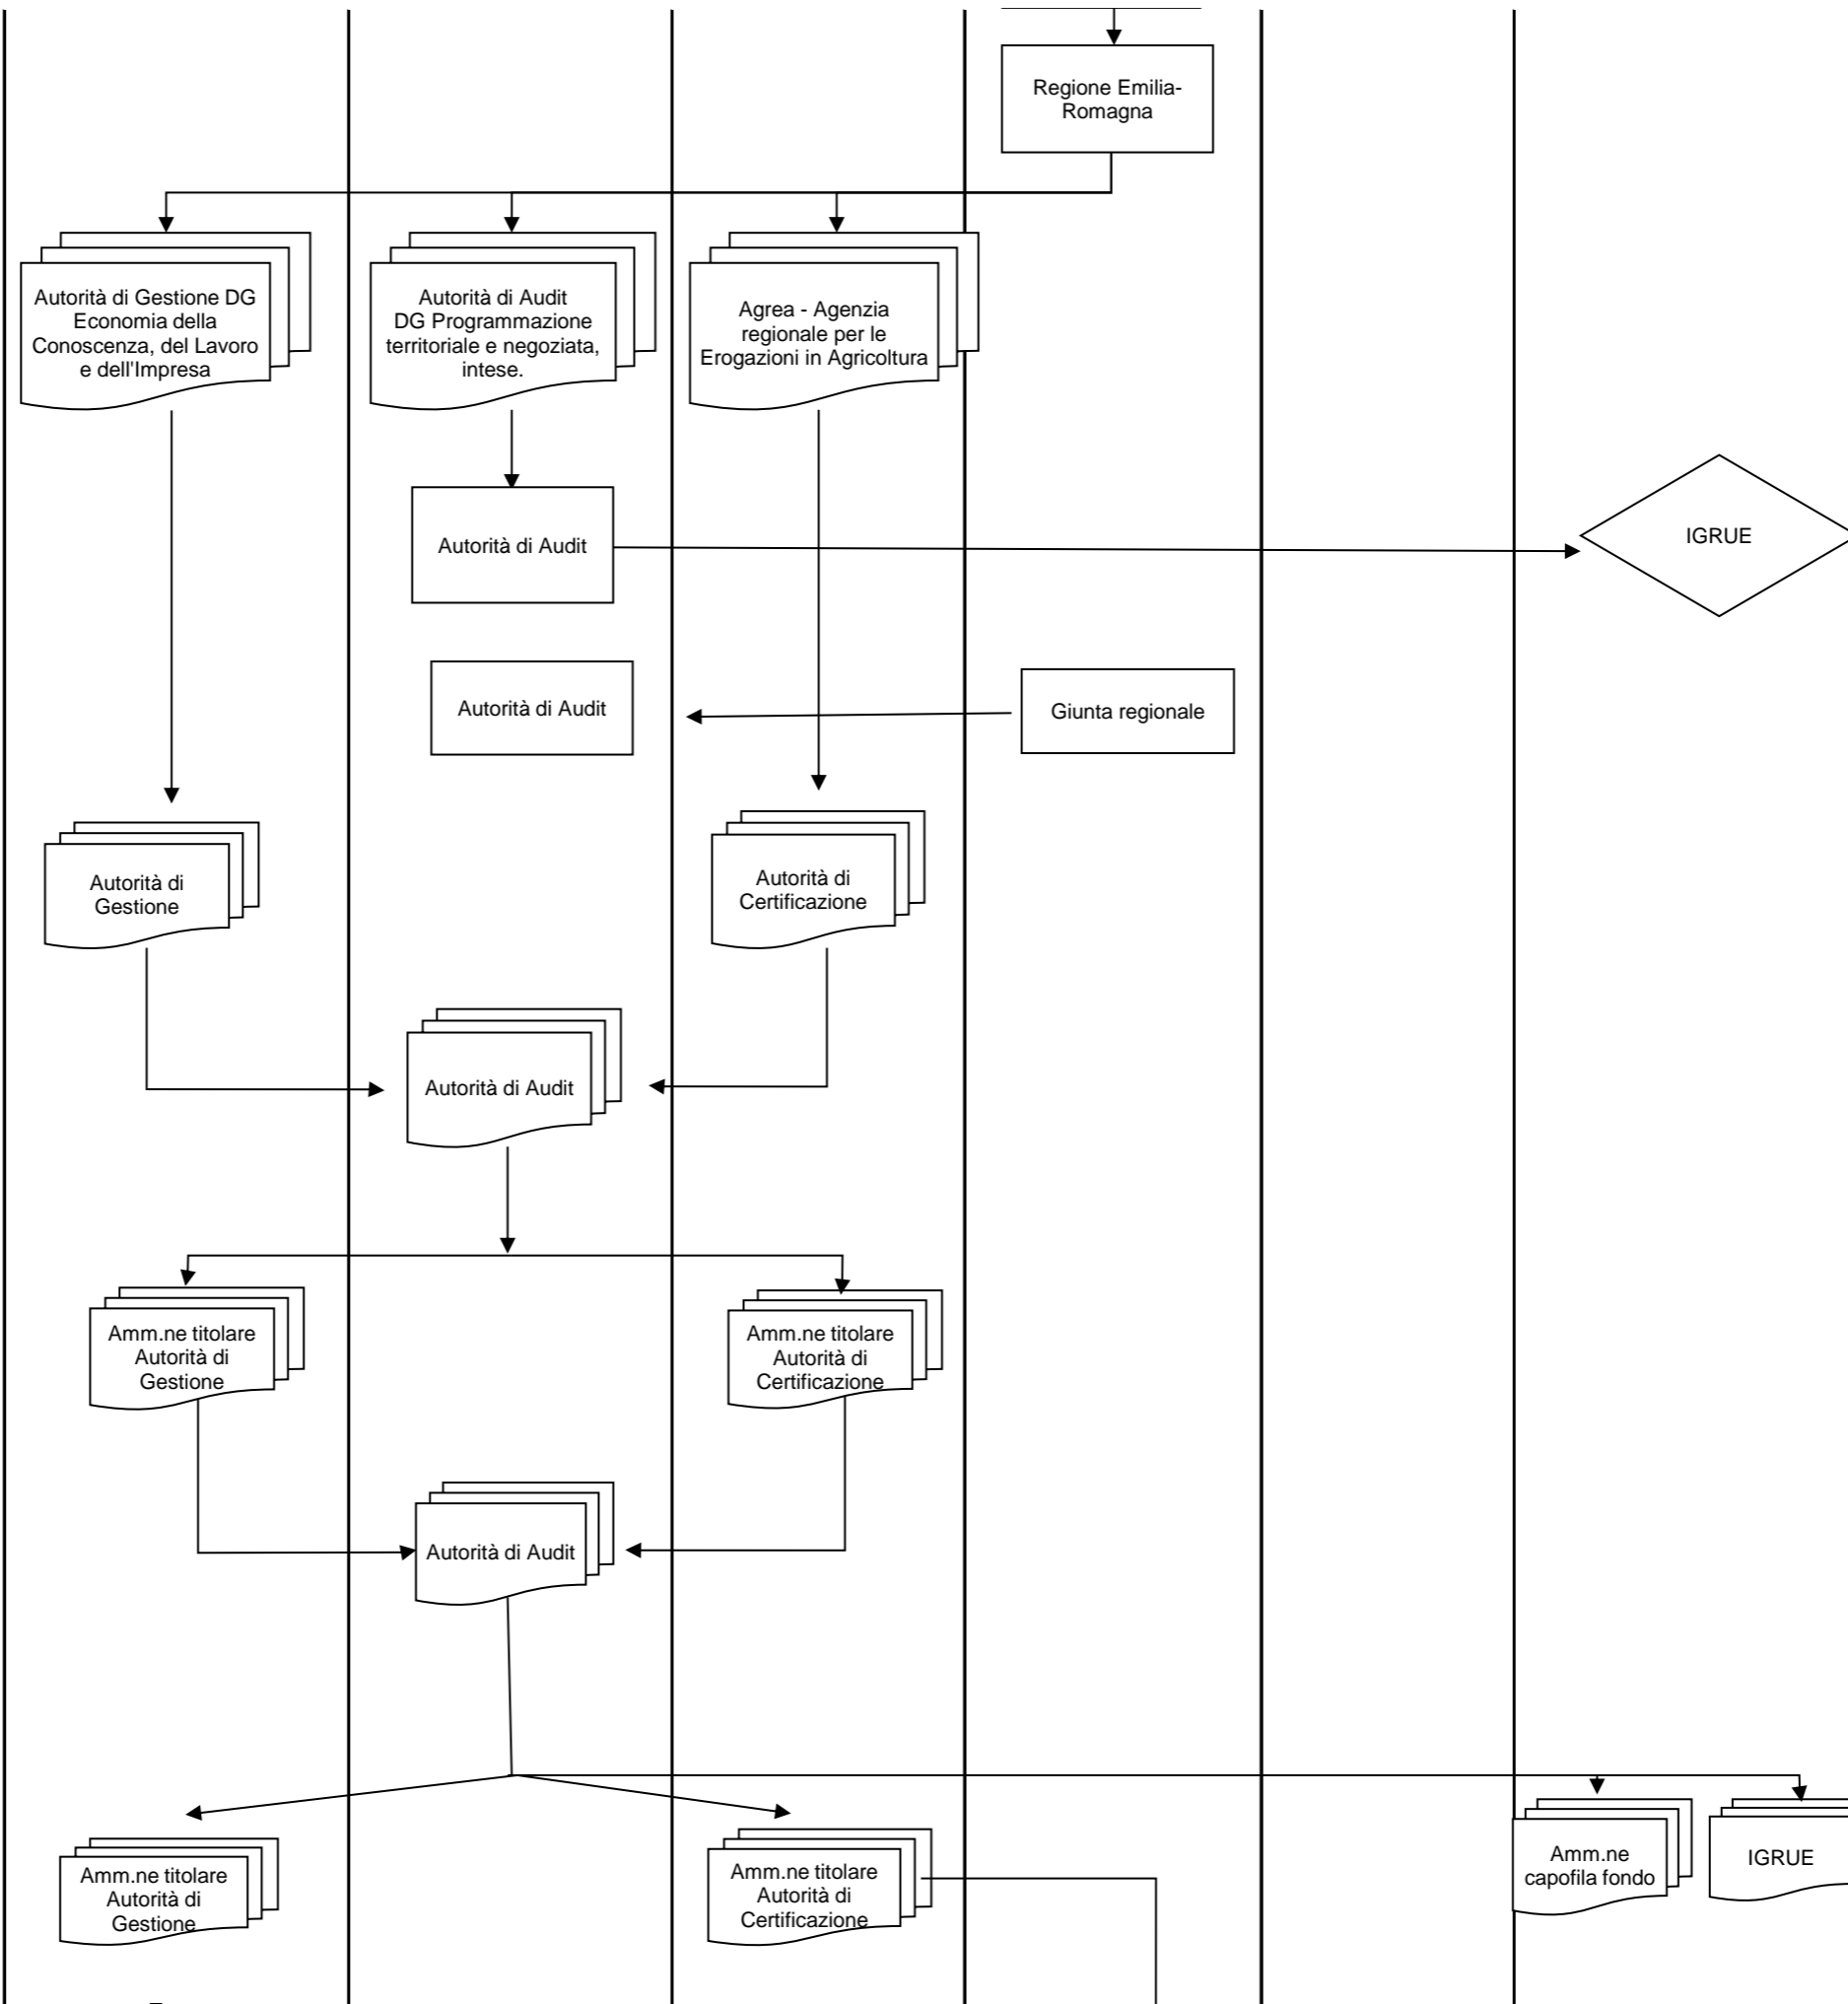 Regione Emilia-
Romagna
Autorità di Gestione DG
Economia della
Conoscenza, del Lavoro
e dell'Impresa
Autorità di Audit
DG Programmazione
territoriale e negoziata,
intese.
Agrea - Agenzia
regionale per le
Erogazioni in Agricoltura
Autorità di Audit
IGRUE
Autorità di Audit
Giunta regionale
Autorità di
Gestione
Autorità di
Certificazione
Autorità di Audit
Amm.ne titolare
Autorità di
Gestione
Amm.ne titolare
Autorità di
Certificazione
Autorità di Audit
Amm.ne titolare
Autorità di
Gestione
Amm.ne titolare
Autorità di
Certificazione
Amm.ne
capofila fondo
IGRUE